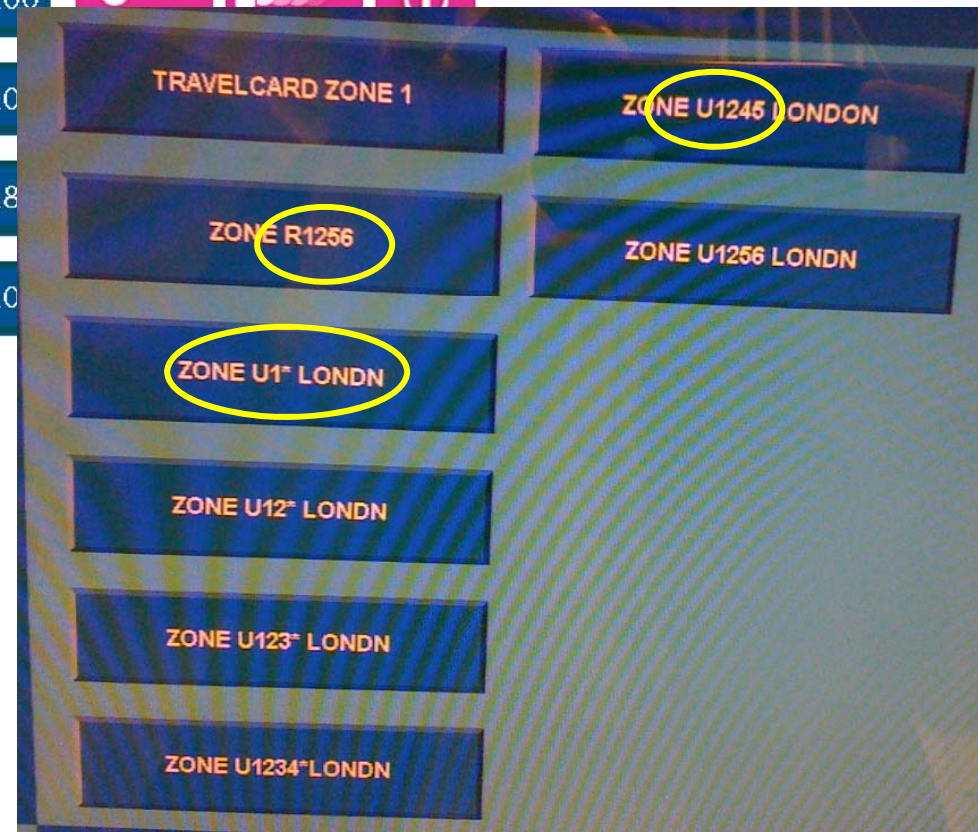 TRAVELCARD ZONE 1
ZONE R1256
ZONE U1* LONDN
ZONE U12* LONDN
ZONE U123* LONDN
ZONE U1234*LONDN
ZONE U1245 LONDON
ZONE U1256 LONDN